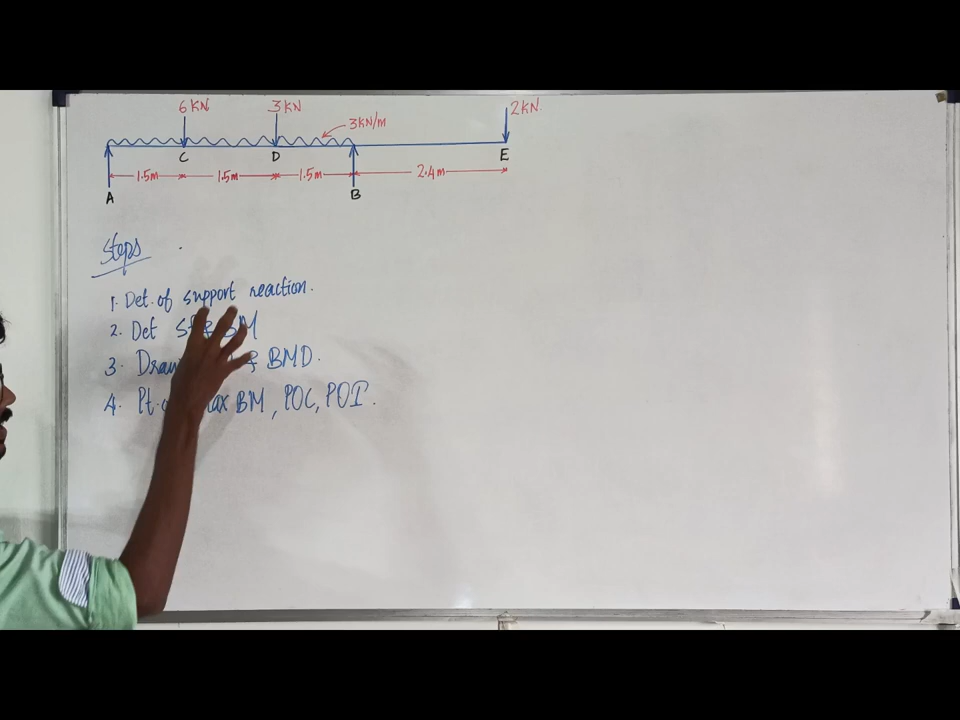 6KN 3KN 2KN.
3KN/m
C D E
1.5m 1.5m 1.5m 2.4m
A B
Steps
1. Det. of support reaction.
2. Det BM
3. & BMD.
4. Pt. BM, POC, POI.